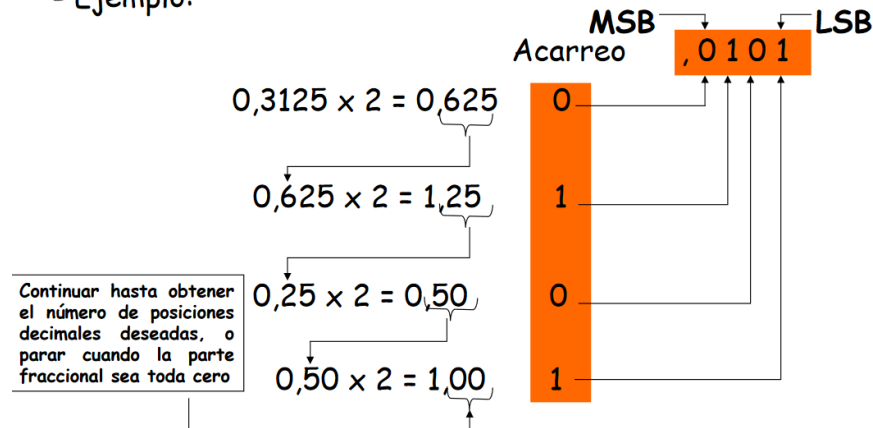 - Ejemplo:
MSB LSB
Acarreo ,0101
0,3125 x 2 = 0,625 0
0,625 x 2 = 1,25 1
0,25 x 2 = 0,50 0
0,50 x 2 = 1,00 1
Continuar hasta obtener
el número de posiciones
decimales deseadas, o
parar cuando la parte
fraccional sea toda cero